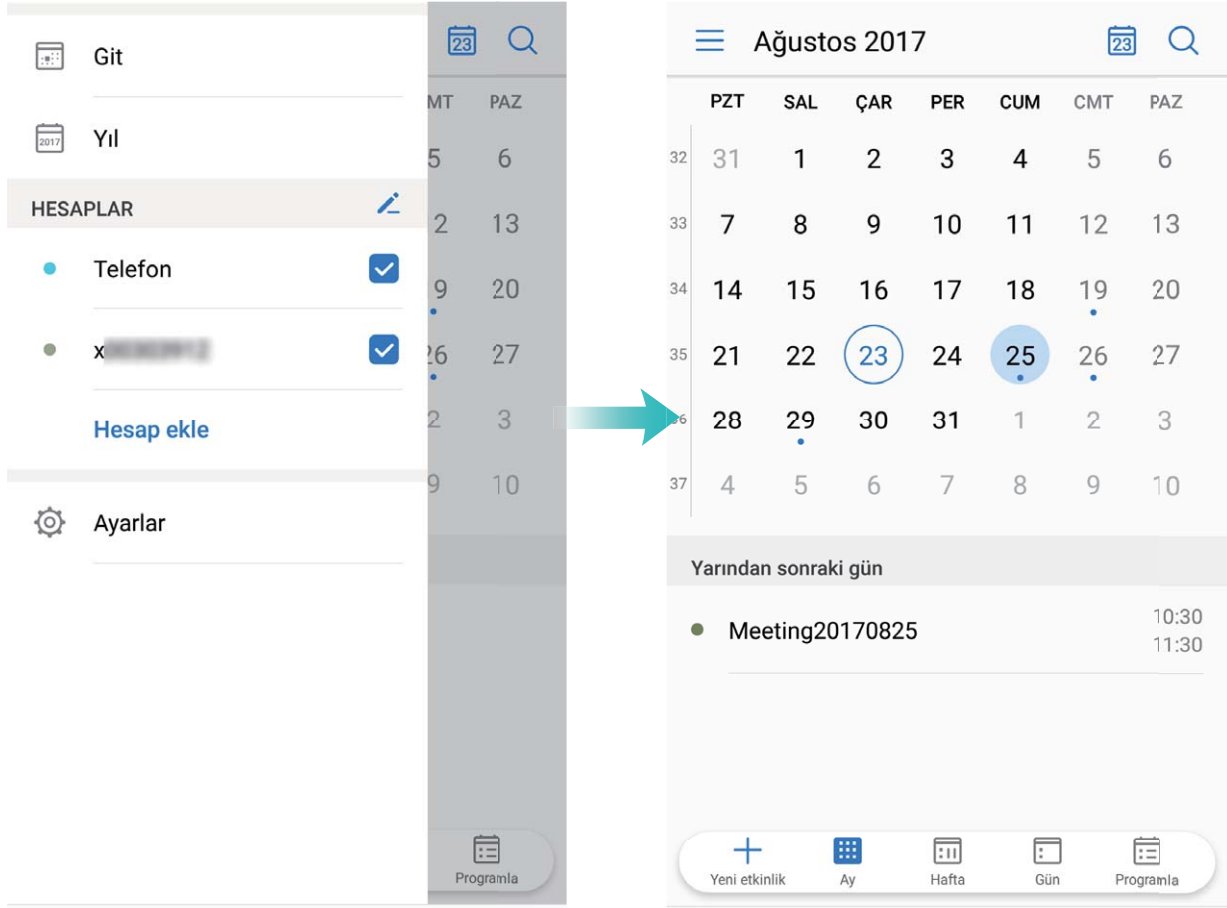 Git
2017 Yıl
HESAPLAR
Telefon
x
Hesap ekle
Ayarlar
23
MT PAZ
5 6
2 13
9 20
26 27
2 3
9 10
Programla
Ağustos 2017 23
PZT SAL ÇAR PER CUM CMT PAZ
32 31 1 2 3 4 5 6
33 7 8 9 10 11 12 13
34 14 15 16 17 18 19 20
35 21 22 23 24 25 26 27
6 28 29 30 31 1 2 3
37 4 5 6 7 8 9 10
Yarından sonraki gün
Meeting20170825 10:30
11:30
Yeni etkinlik Ay Hafta Gün Programla